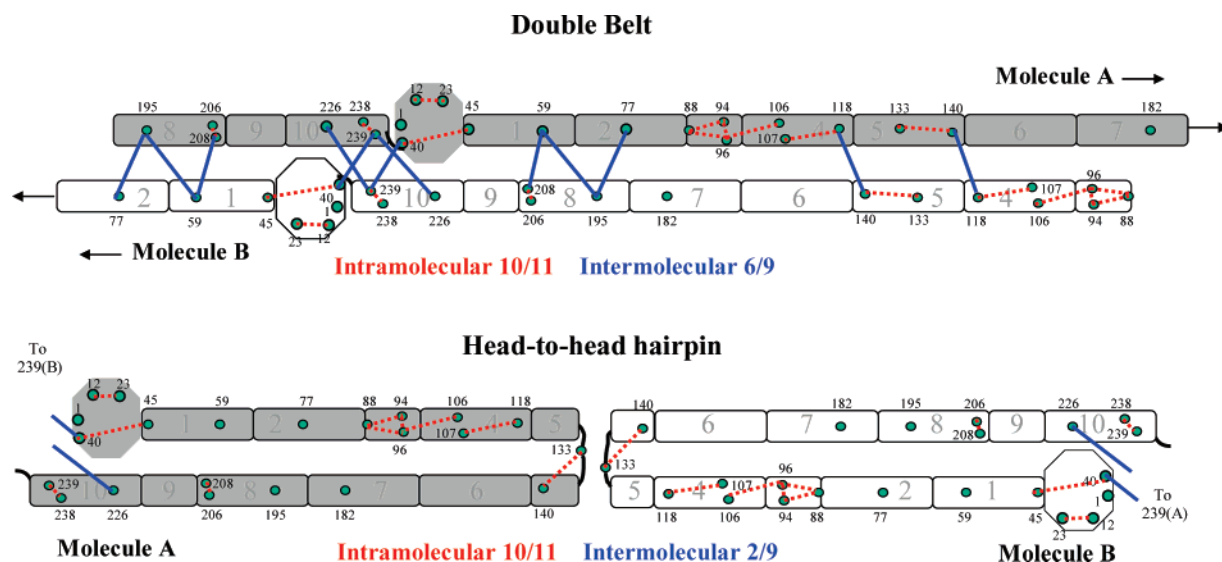 Double Belt
Molecule A
195 206 226 238 12 23 45 59 77 88 94 106 118 133 140 182
8 9 10 1 1 2 4 5 6 7
208 239 40 96 107
2 1 10 9 8 7 6 5 4
40 239 208 107 96
77 59 45 1 238 226 206 195 182 140 133 118 106 94 88
23 12
Molecule B
Intramolecular 10/11 Intermolecular 6/9
Head-to-head hairpin
To
239(B)
12 23 45 59 77 88 94 106 118 140 182 195 206 226 238
1 1 2 4 5 6 7 8 9 10
40 96 107 208 239
133 133
239 208 107 96 40
10 9 8 7 6 5 4 2 1 1
238 226 206 195 182 140 118 106 94 88 77 59 45 23 12
To
239(A)
Molecule A
Intramolecular 10/11 Intermolecular 2/9
Molecule B